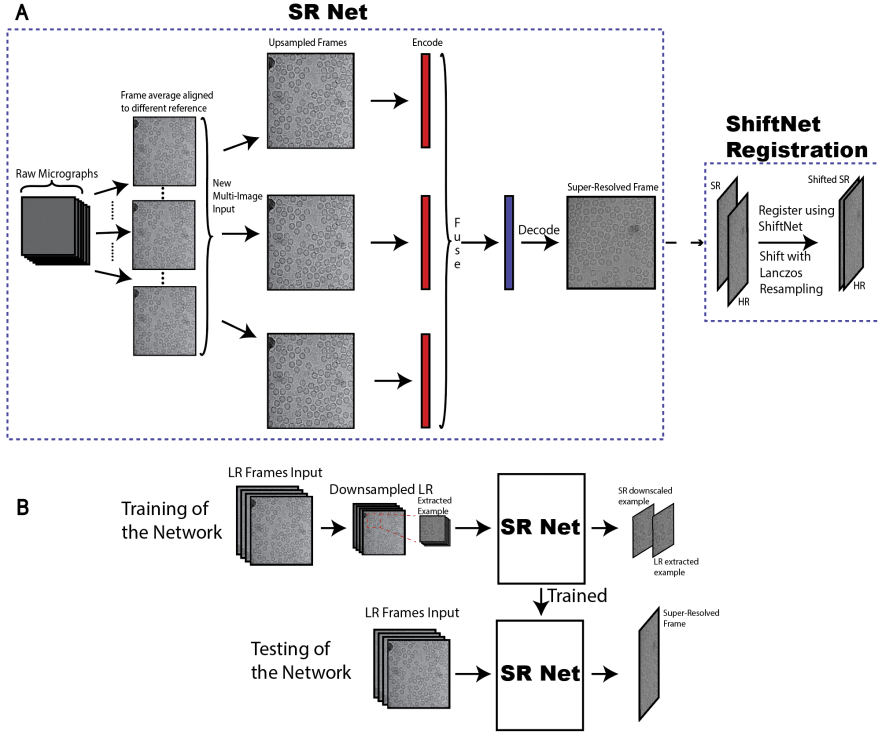 A
SR Net
Upsampled Frames
Encode
Frame average aligned
to different reference
Raw Micrographs
New
Multi-Image
Input
Fuse
Decode
Super-Resolved Frame
ShiftNet
Registration
SR
Shifted SR
Register using
ShiftNet
Shift with
Lanczos
Resampling
HR
HR
B
Training of
the Network
LR Frames Input
Downsampled LR
Extracted
Example
SR Net
SR downscaled
example
LR extracted
example
Trained
Testing of
the Network
LR Frames Input
SR Net
Super-Resolved
Frame